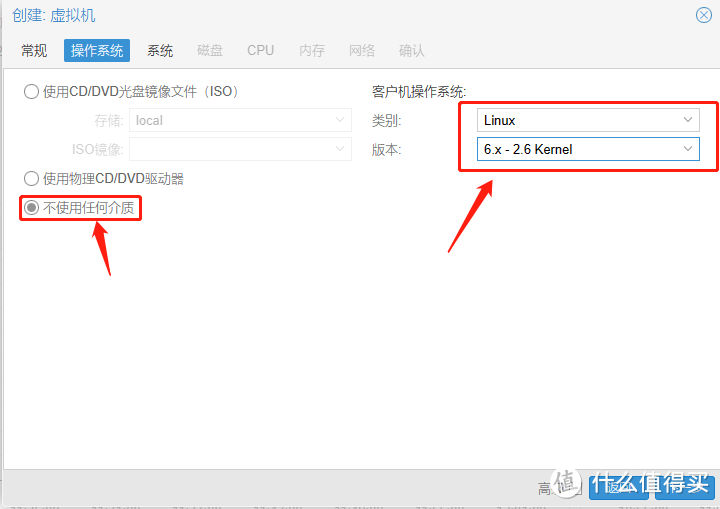 创建: 虚拟机
常规 操作系统 系统 磁盘 CPU 内存 网络 确认
使用CD/DVD光盘镜像文件（ISO） 客户机操作系统:
存储: local 类别: Linux
ISO镜像: 版本: 6.x - 2.6 Kernel
使用物理CD/DVD驱动器
不使用任何介质
值 什么值得买